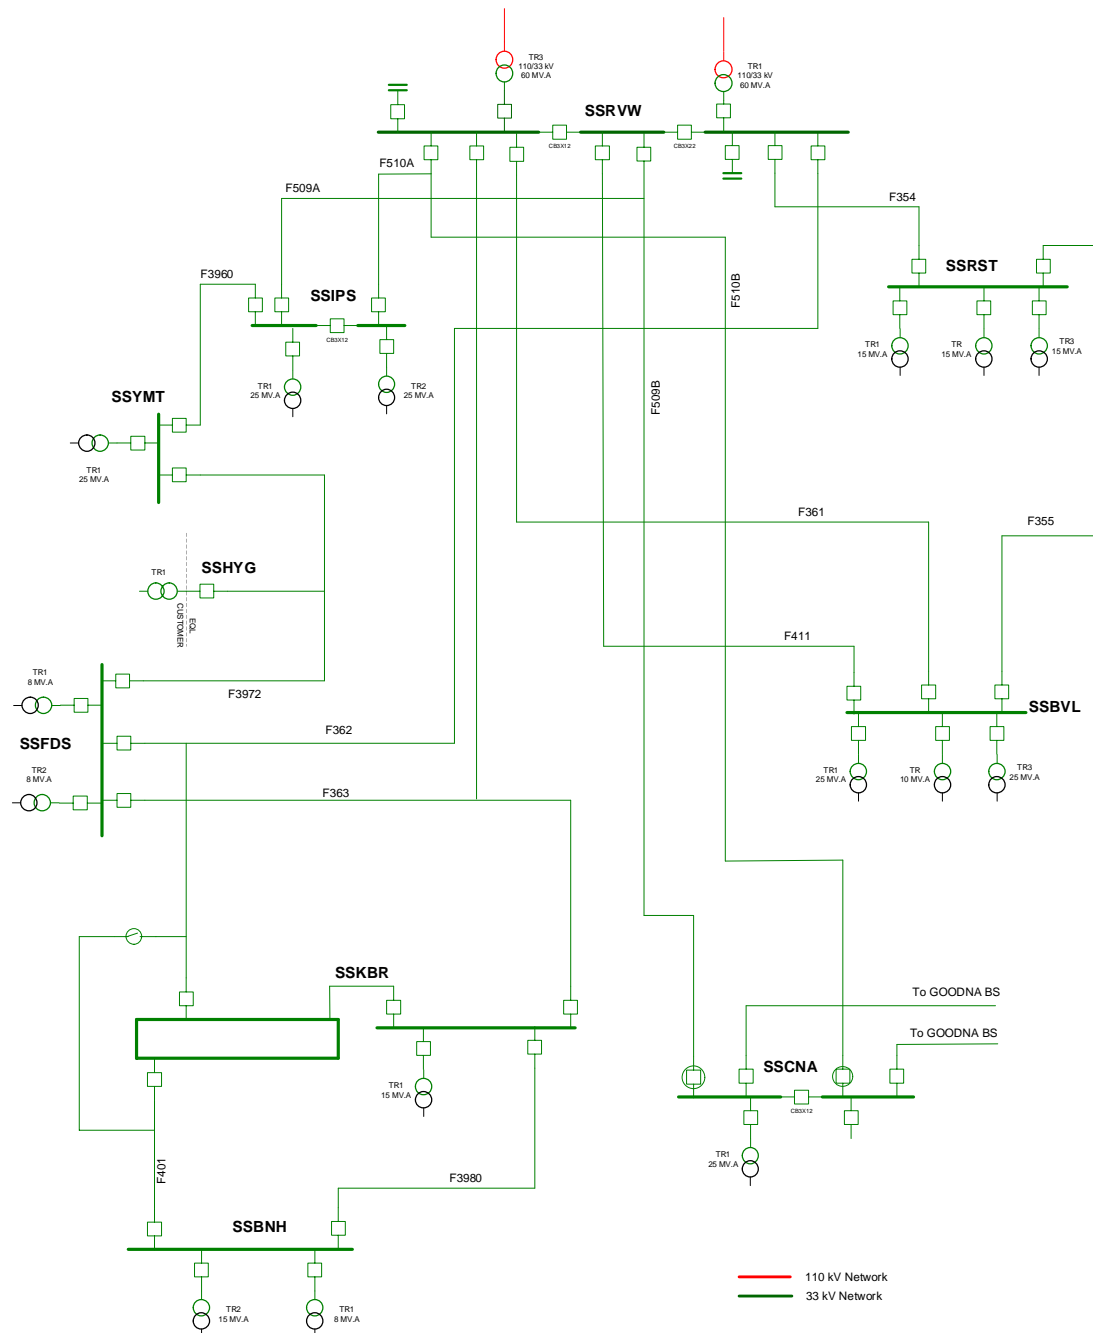 TR3
110/33 kV
60 MV.A
TR1
110/33 kV
60 MV.A
SSRVW
CB3X12
CB3X22
F510A
F509A
F354
F3960
SSIPS
CB3X12
F510B
SSRST
TR1
15 MV.A
TR
15 MV.A
TR3
15 MV.A
TR1
25 MV.A
TR2
25 MV.A
SSYMT
F509B
TR1
25 MV.A
F361
F355
SSHYG
TR1
CUSTOMER
EQL
F411
TR1
8 MV.A
F3972
SSBVL
F362
SSFDS
TR2
8 MV.A
TR1
25 MV.A
TR
10 MV.A
TR3
25 MV.A
F363
SSKBR
To GOODNA BS
To GOODNA BS
SSCNA
CB3X12
TR1
15 MV.A
TR1
25 MV.A
F401
F3980
SSBNH
TR2
15 MV.A
TR1
8 MV.A
110 kV Network
33 kV Network